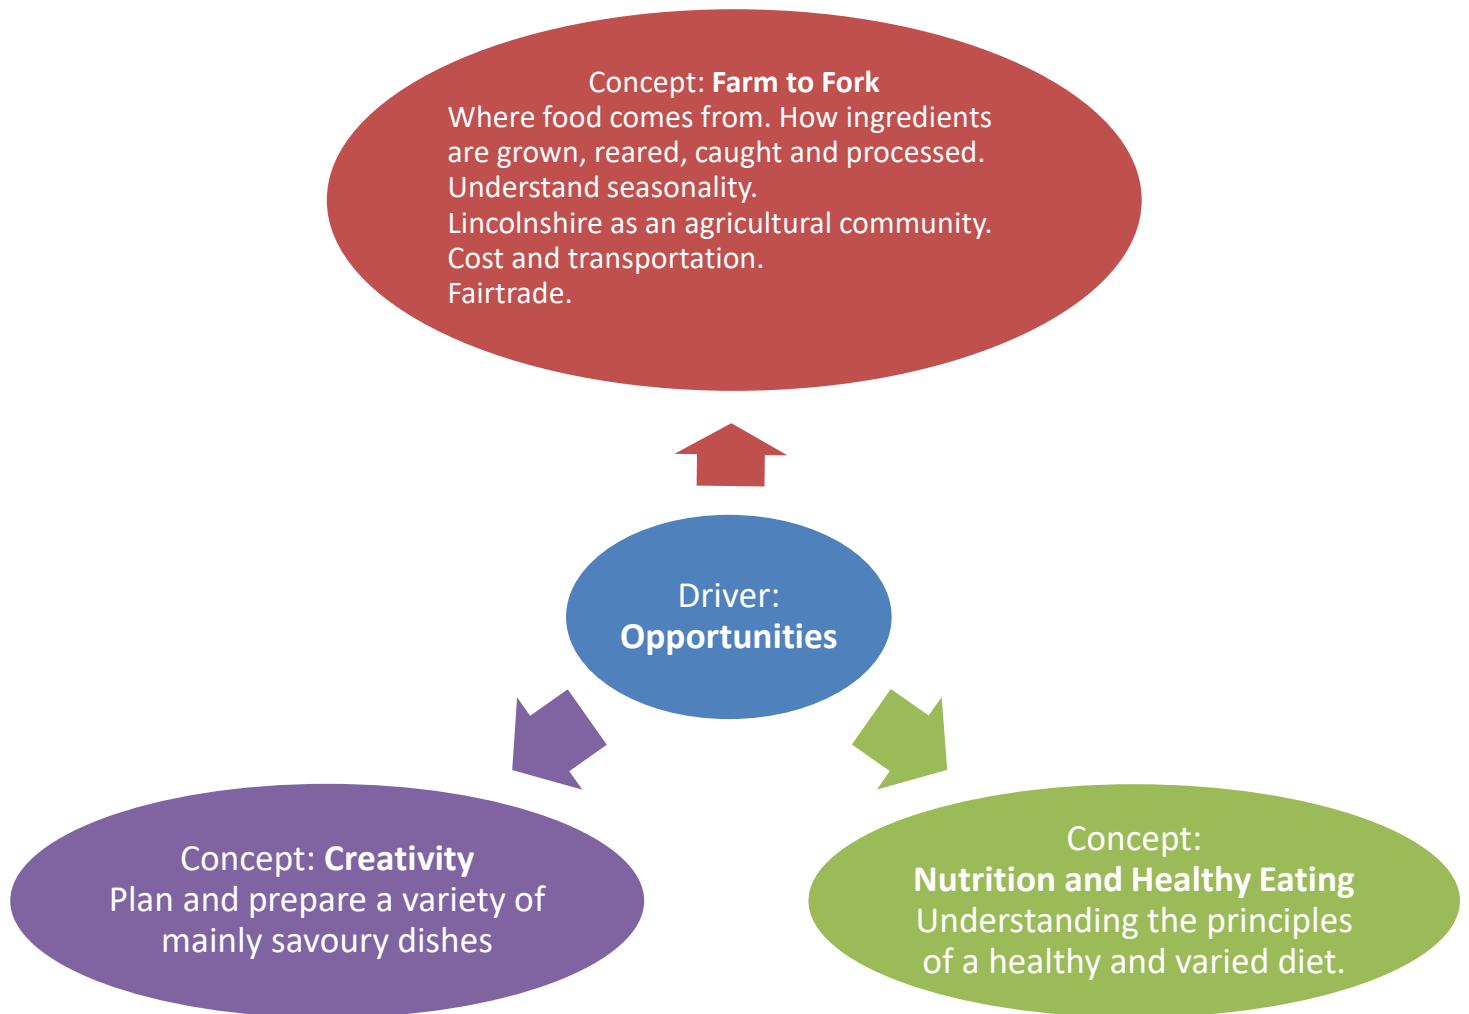 Concept: Farm to Fork
Where food comes from. How ingredients
are grown, reared, caught and processed.
Understand seasonality.
Lincolnshire as an agricultural community.
Cost and transportation.
Fairtrade.
Driver:
Opportunities
Concept: Creativity
Plan and prepare a variety of
mainly savoury dishes
Concept:
Nutrition and Healthy Eating
Understanding the principles
of a healthy and varied diet.